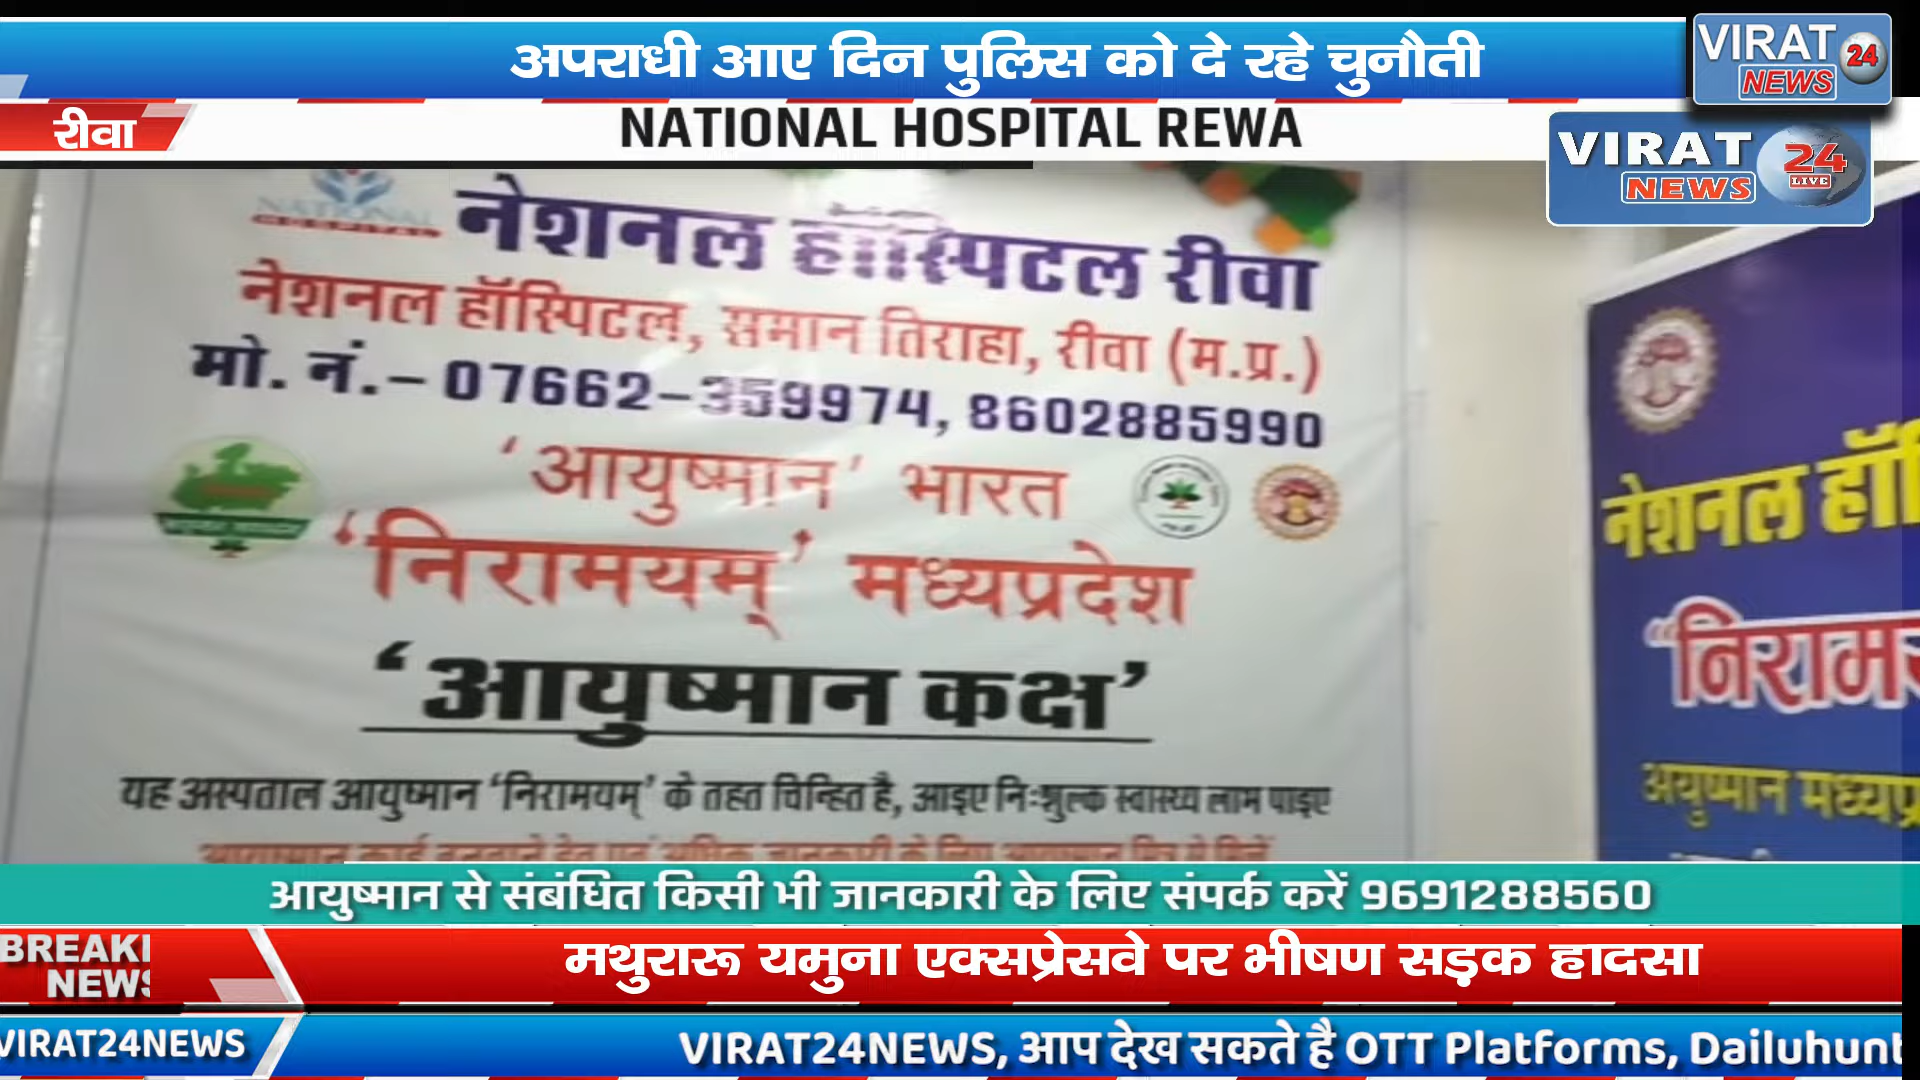 अपराधी आए दिन पुलिस को दे रहे चुनौती
VIRAT
24
NEWS
रीवा
NATIONAL HOSPITAL REWA
VIRAT
24
LIVE
NEWS
NATIONAL
HOSPITAL
नेशनल हॉस्पिटल रीवा
नेशनल हॉस्पिटल, समान तिराहा, रीवा (म.प्र.)
मो. नं.– 07662-359974, 8602885990
‘आयुष्मान’ भारत
‘निरामयम्’ मध्यप्रदेश
‘आयुष्मान कक्ष’
यह अस्पताल आयुष्मान ‘निरामयम्’ के तहत चिन्हित है, आइए निःशुल्क स्वास्थ्य लाभ पाइए
नेशनल हॉ
“निरामय
अयुष्मान मध्यप्र
आयुष्मान से संबंधित किसी भी जानकारी के लिए संपर्क करें 9691288560
BREAKI
NEWS
मथुरारू यमुना एक्सप्रेसवे पर भीषण सड़क हादसा
VIRAT24NEWS
VIRAT24NEWS, आप देख सकते है OTT Platforms, Dailuhunt